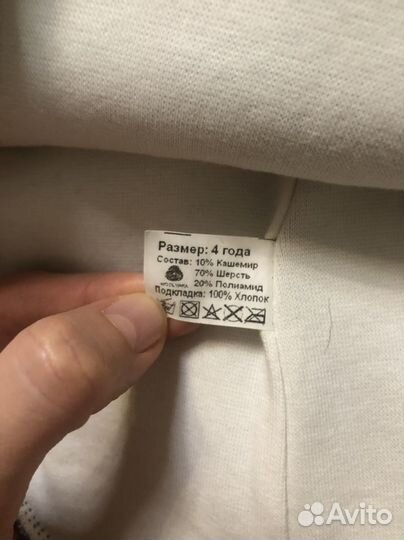 Размер: 4 года
Состав: 10% Кашемир
70% Шерсть
20% Полиамид
Подкладка: 100% Хлопок
Avito